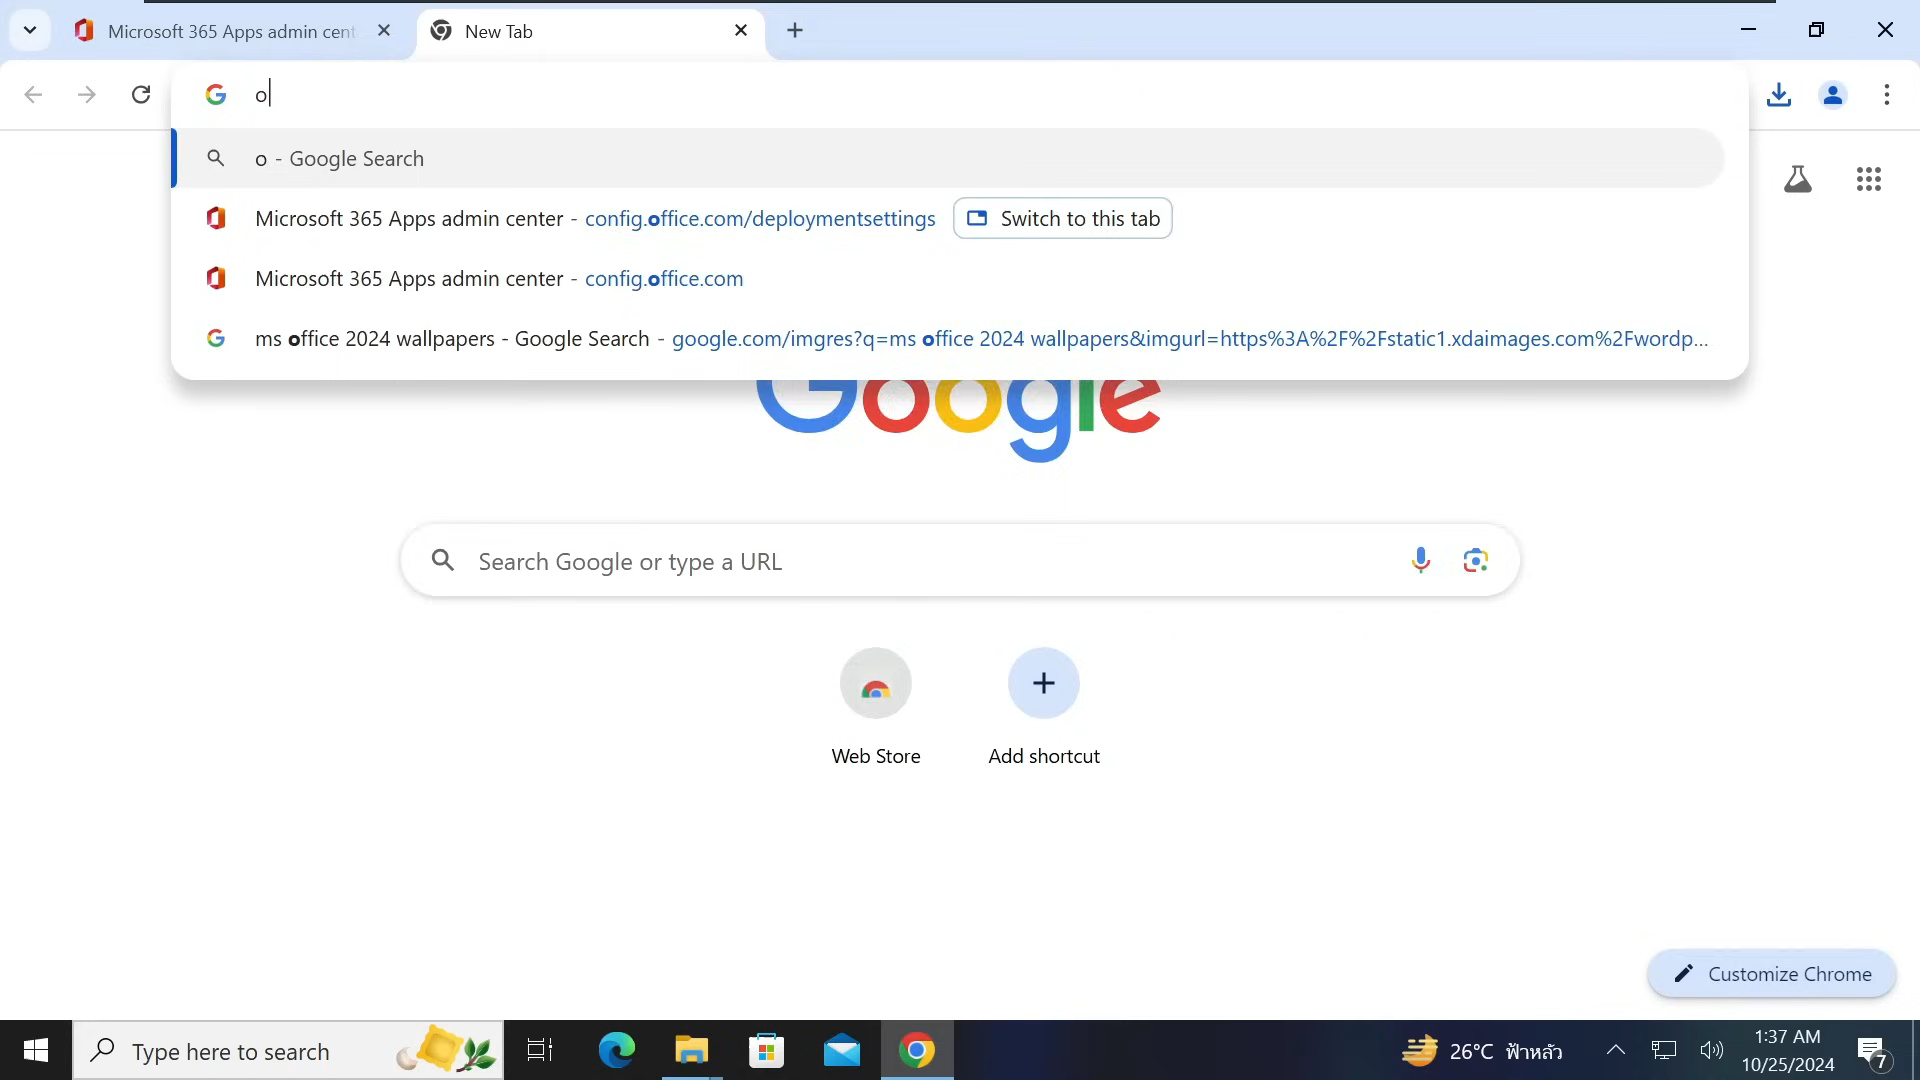 Microsoft 365 Apps admin cent
New Tab
o
o - Google Search
Microsoft 365 Apps admin center - config.office.com/deploymentsettings Switch to this tab
Microsoft 365 Apps admin center - config.office.com
ms office 2024 wallpapers - Google Search - google.com/imgres?q=ms office 2024 wallpapers&imgurl=https%3A%2F%2Fstatic1.xdaimages.com%2Fwordp...
Google
Search Google or type a URL
Web Store
Add shortcut
Customize Chrome
Type here to search
26°C ฟ้าหลัว
1:37 AM
10/25/2024
7